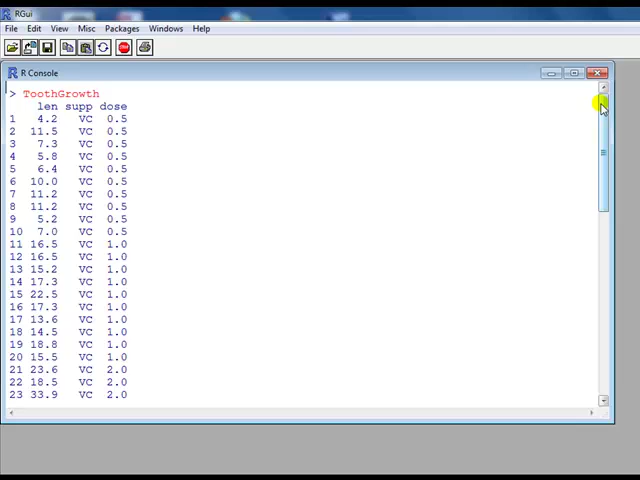 RGui
File Edit View Misc Packages Windows Help
STOP
R Console
> ToothGrowth
len supp dose
1 4.2 VC 0.5
2 11.5 VC 0.5
3 7.3 VC 0.5
4 5.8 VC 0.5
5 6.4 VC 0.5
6 10.0 VC 0.5
7 11.2 VC 0.5
8 11.2 VC 0.5
9 5.2 VC 0.5
10 7.0 VC 0.5
11 16.5 VC 1.0
12 16.5 VC 1.0
13 15.2 VC 1.0
14 17.3 VC 1.0
15 22.5 VC 1.0
16 17.3 VC 1.0
17 13.6 VC 1.0
18 14.5 VC 1.0
19 18.8 VC 1.0
20 15.5 VC 1.0
21 23.6 VC 2.0
22 18.5 VC 2.0
23 33.9 VC 2.0